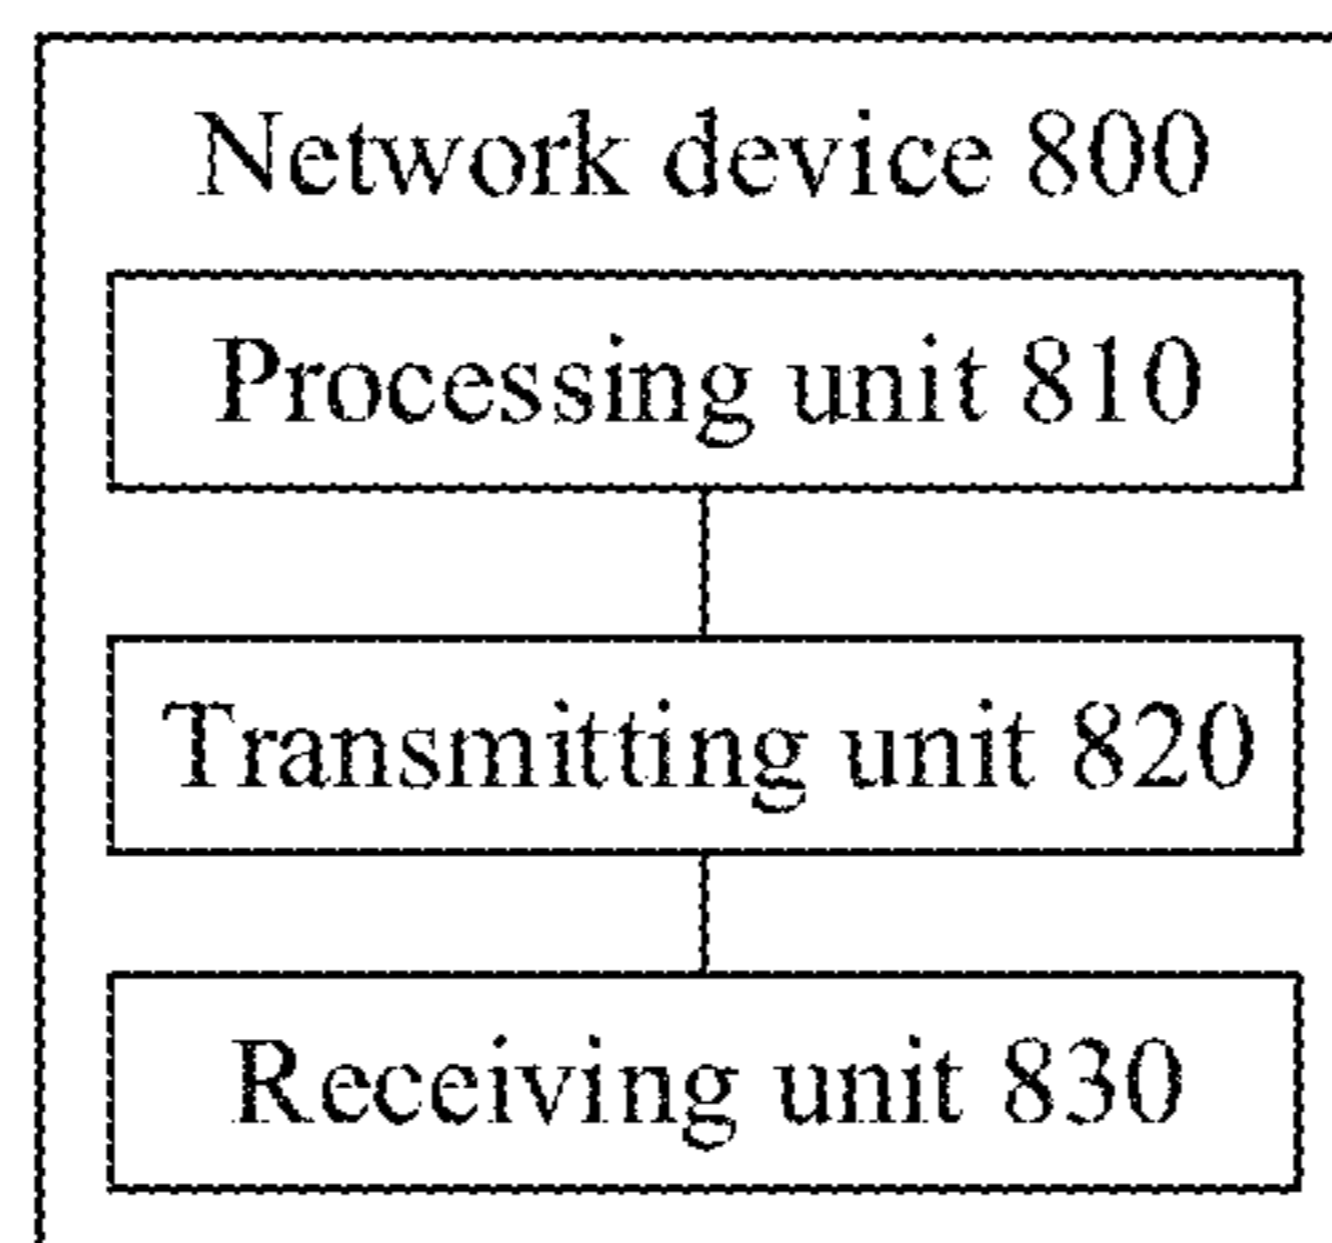 Network device 800
Processing unit 810
Transmitting unit 820
Receiving unit 830